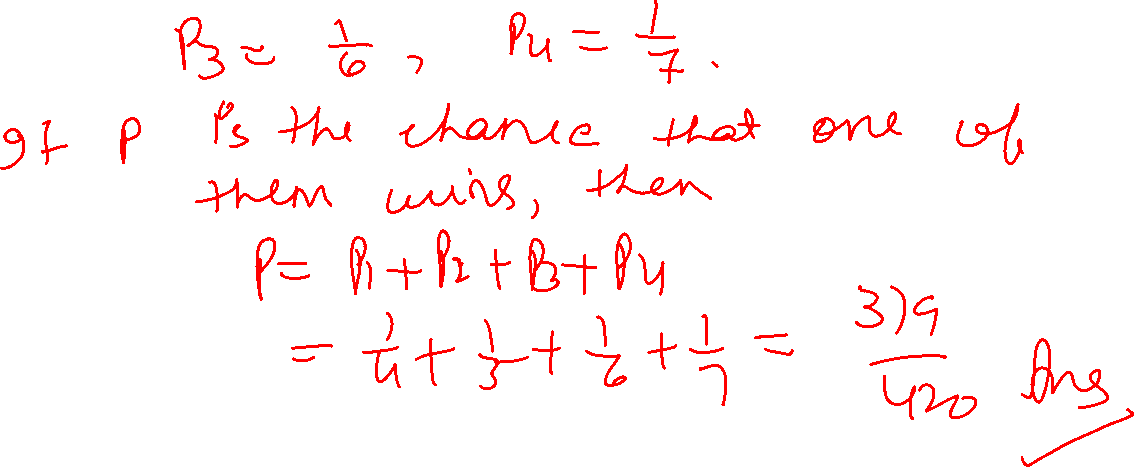 P3 = 1/6, P4 = 1/7.
If P is the chance that one of
them wins, then
P = P1 + P2 + P3 + P4
= 1/4 + 1/5 + 1/6 + 1/7 = 319/420 Ans